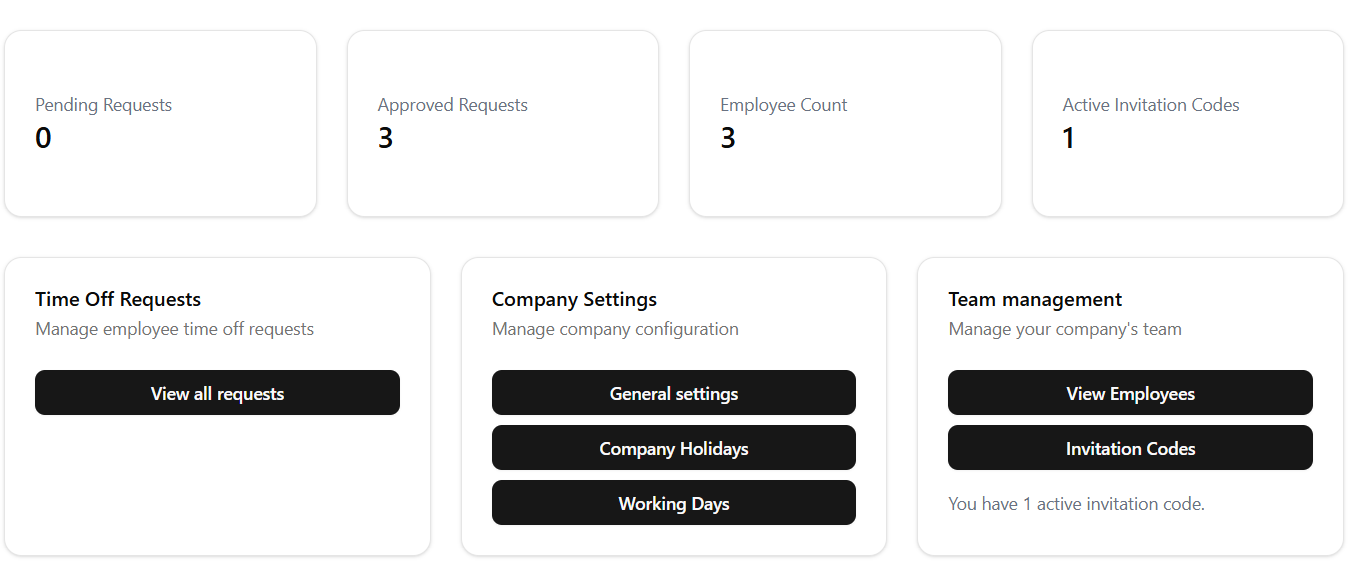 Pending Requests
0
Approved Requests
3
Employee Count
3
Active Invitation Codes
1
Time Off Requests
Manage employee time off requests
View all requests
Company Settings
Manage company configuration
General settings
Company Holidays
Working Days
Team management
Manage your company's team
View Employees
Invitation Codes
You have 1 active invitation code.